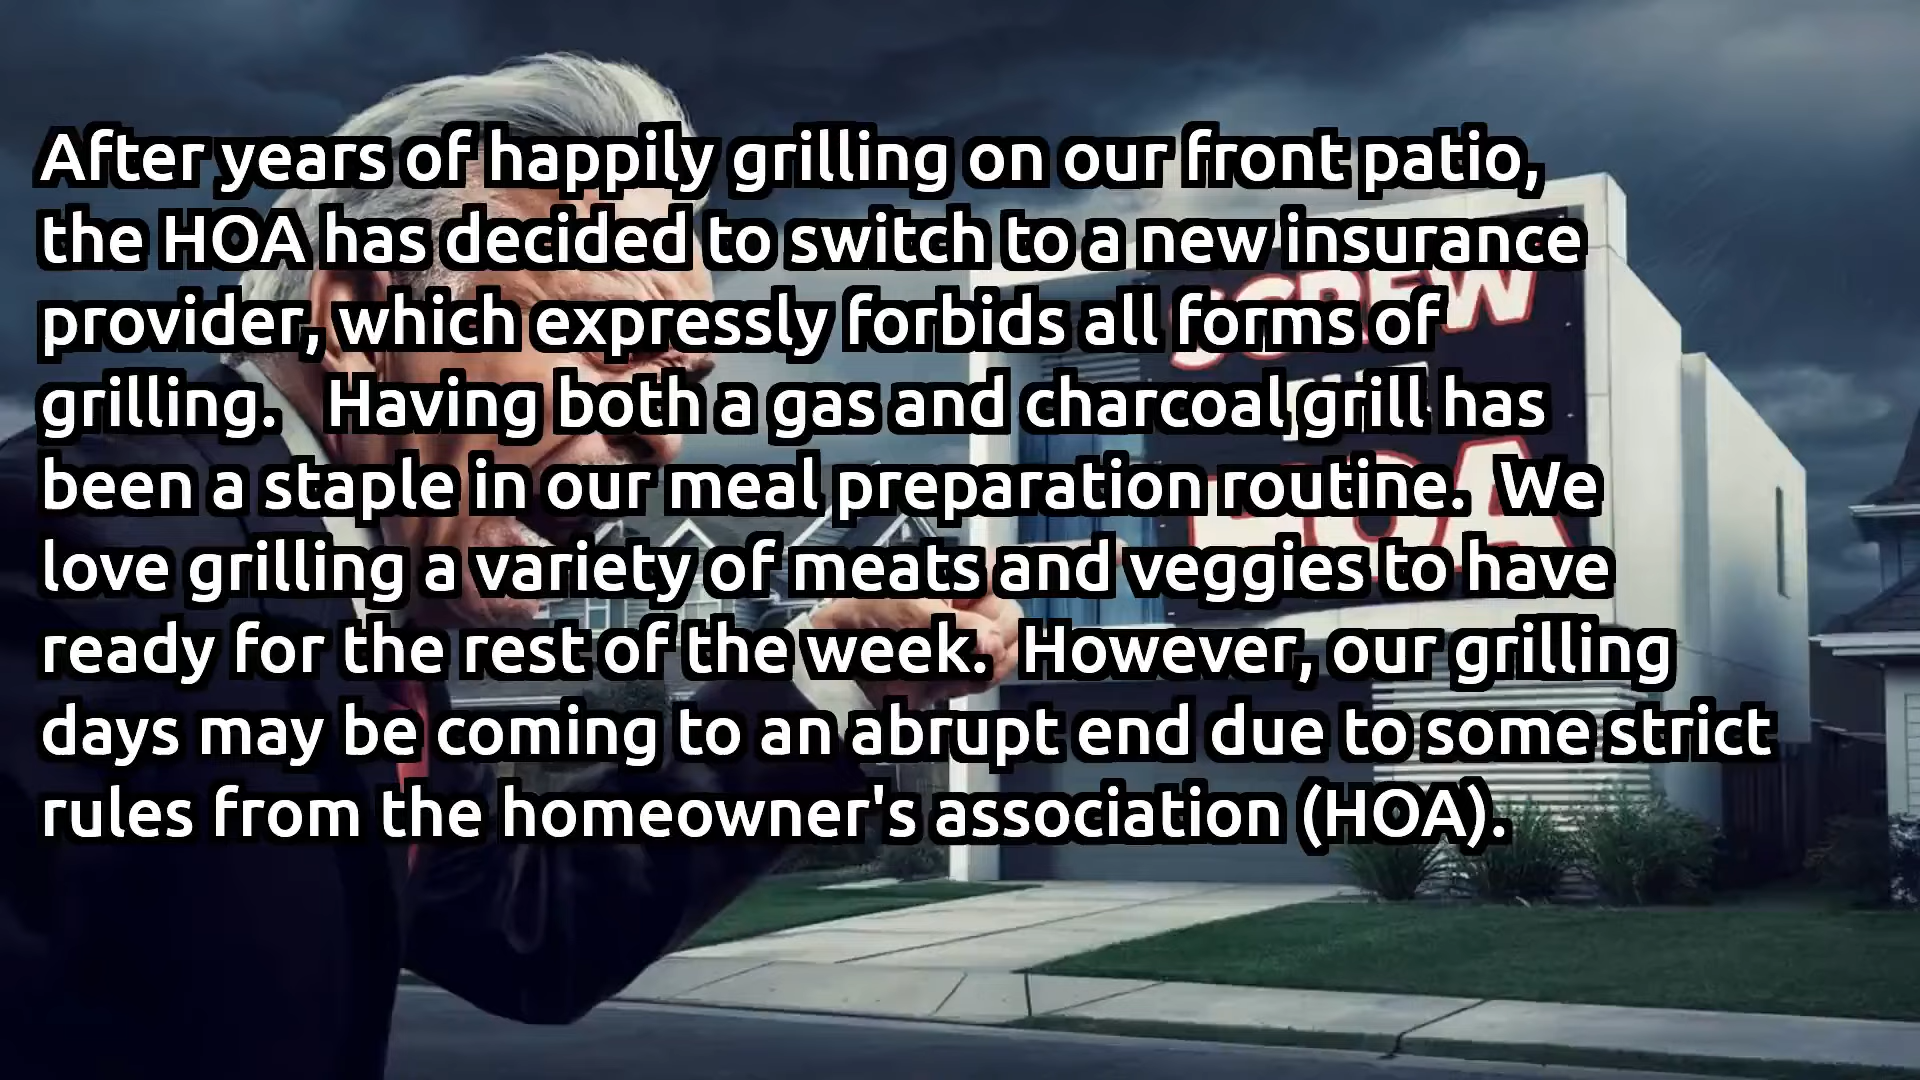 After years of happily grilling on our front patio,
the HOA has decided to switch to a new insurance
provider, which expressly forbids all forms of
grilling.   Having both a gas and charcoal grill has
been a staple in our meal preparation routine.  We
love grilling a variety of meats and veggies to have
ready for the rest of the week.  However, our grilling
days may be coming to an abrupt end due to some strict
rules from the homeowner's association (HOA).
SCREW
THE
HOA